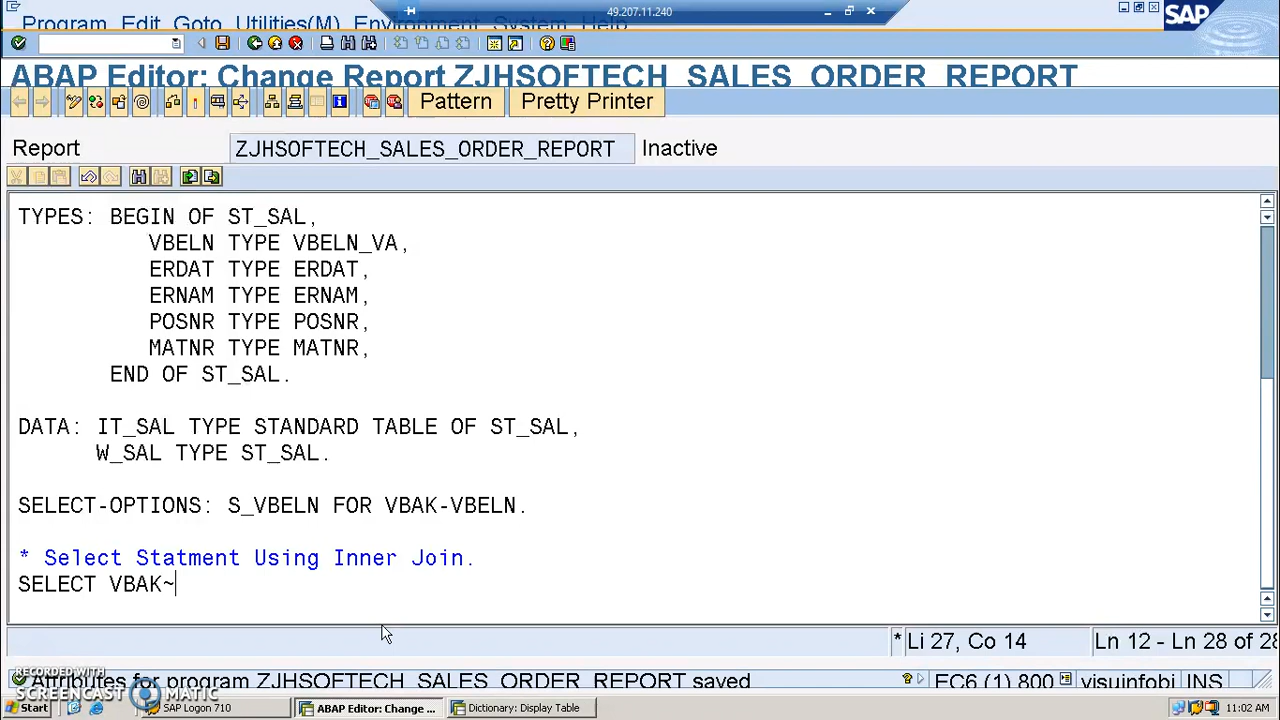 49.207.11.240
Program Edit Goto Utilities(M) Environment System Help
SAP
ABAP Editor: Change Report ZJHSOFTECH_SALES_ORDER_REPORT
Pattern Pretty Printer
Report ZJHSOFTECH_SALES_ORDER_REPORT Inactive
TYPES: BEGIN OF ST_SAL,
VBELN TYPE VBELN_VA,
ERDAT TYPE ERDAT,
ERNAM TYPE ERNAM,
POSNR TYPE POSNR,
MATNR TYPE MATNR,
END OF ST_SAL.
DATA: IT_SAL TYPE STANDARD TABLE OF ST_SAL,
W_SAL TYPE ST_SAL.
SELECT-OPTIONS: S_VBELN FOR VBAK-VBELN.
* Select Statment Using Inner Join.
SELECT VBAK~
* Li 27, Co 14 Ln 12 - Ln 28 of 28
RECORDED WITH
SCREENCAST MATIC
Attributes for program ZJHSOFTECH_SALES_ORDER_REPORT saved EC6 (1) 800 visuinfobi INS
Start SAP Logon 710 ABAP Editor: Change ... Dictionary: Display Table 11:02 AM